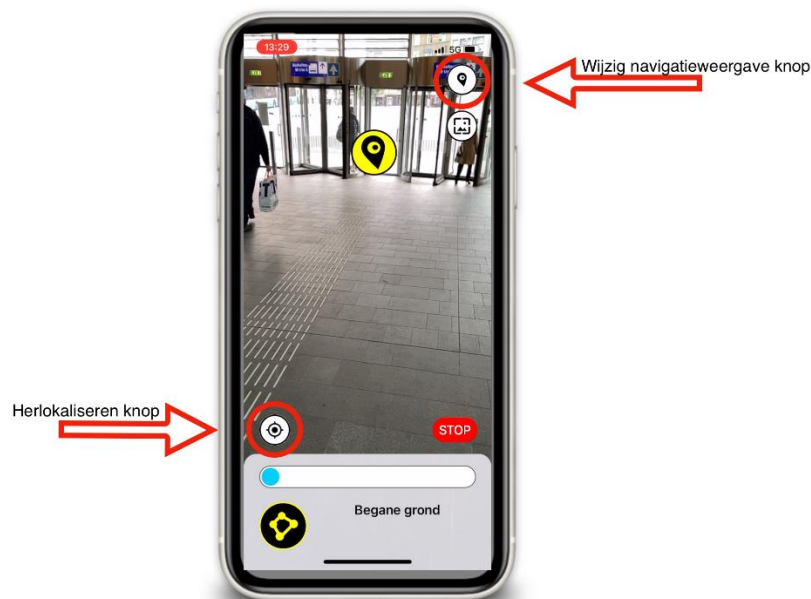 13:29
5G
Wijzig navigatieweergave knop
Herlokaliseren knop
STOP
Begane grond